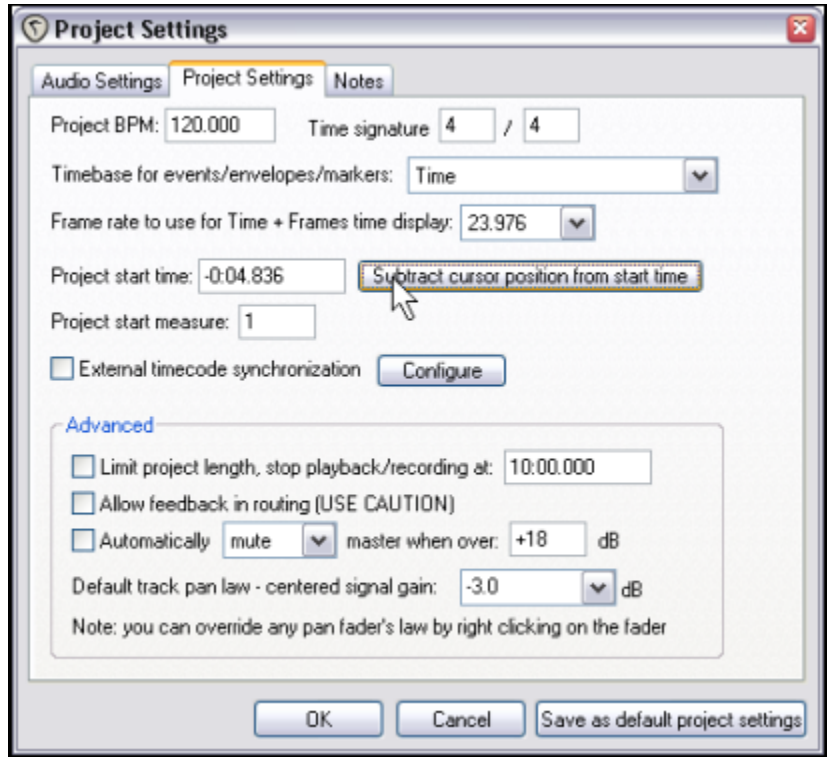 Project Settings
Audio Settings Project Settings Notes
Project BPM: 120.000 Time signature 4 / 4
Timebase for events/envelopes/markers: Time
Frame rate to use for Time + Frames time display: 23.976
Project start time: -0:04.836 Subtract cursor position from start time
Project start measure: 1
External timecode synchronization Configure
Advanced
Limit project length, stop playback/recording at: 10:00.000
Allow feedback in routing (USE CAUTION)
Automatically mute master when over: +18 dB
Default track pan law - centered signal gain: -3.0 dB
Note: you can override any pan fader's law by right clicking on the fader
OK Cancel Save as default project settings